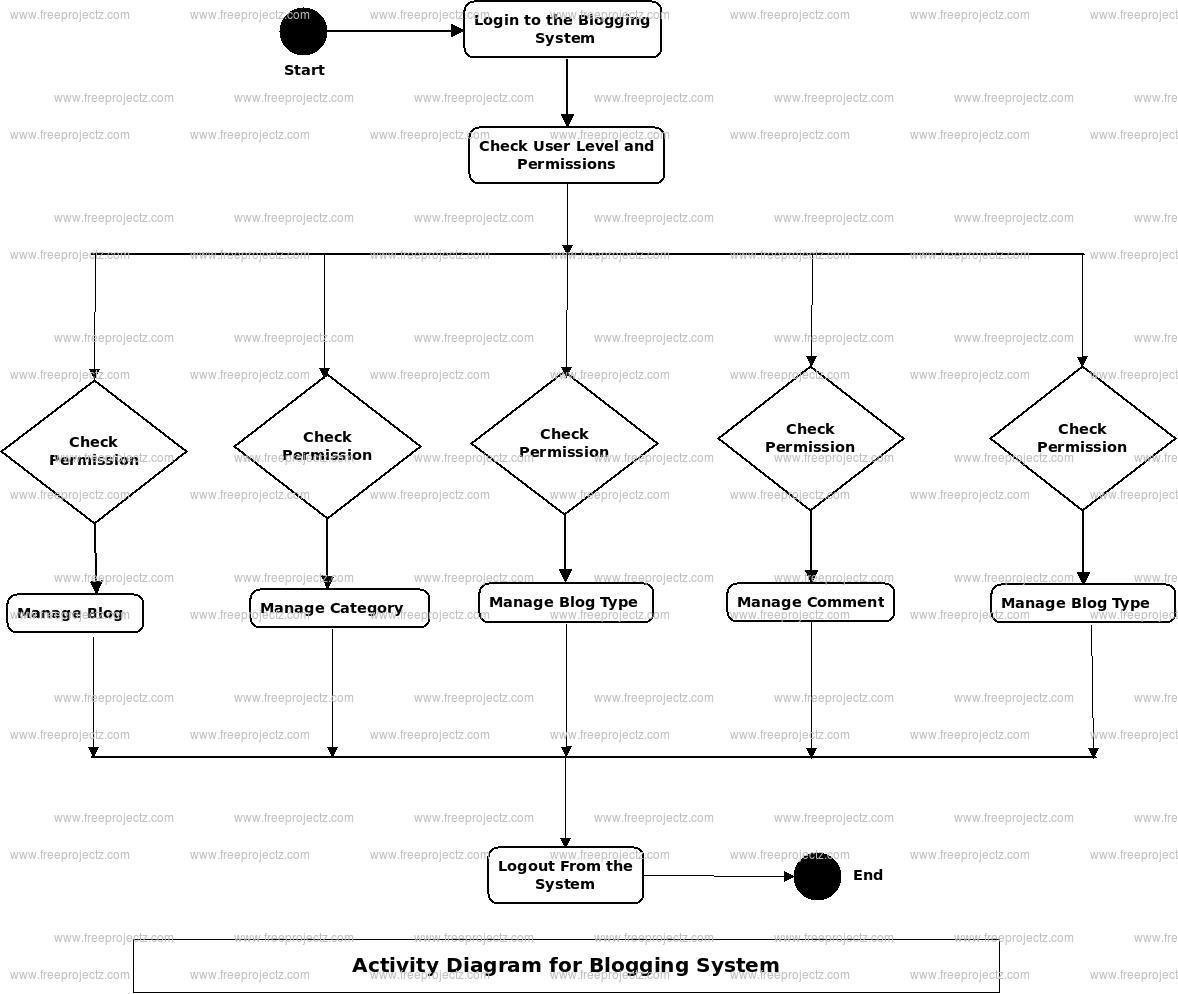 Login to the Blogging
System
Start
Check User Level and
Permissions
Check
Permission
Check
Permission
Check
Permission
Check
Permission
Check
Permission
Manage Blog
Manage Category
Manage Blog Type
Manage Comment
Manage Blog Type
Logout From the
System
End
Activity Diagram for Blogging System
www.freeprojectz.com